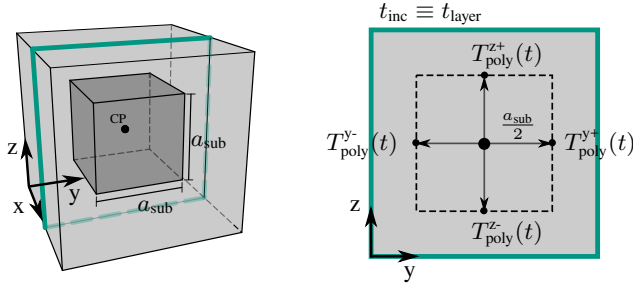 CP
a_sub
a_sub
z
y
x
t_inc ≡ t_layer
T_poly^{z+}(t)
a_sub/2
T_poly^{y-}(t)
T_poly^{y+}(t)
T_poly^{z-}(t)
z
y